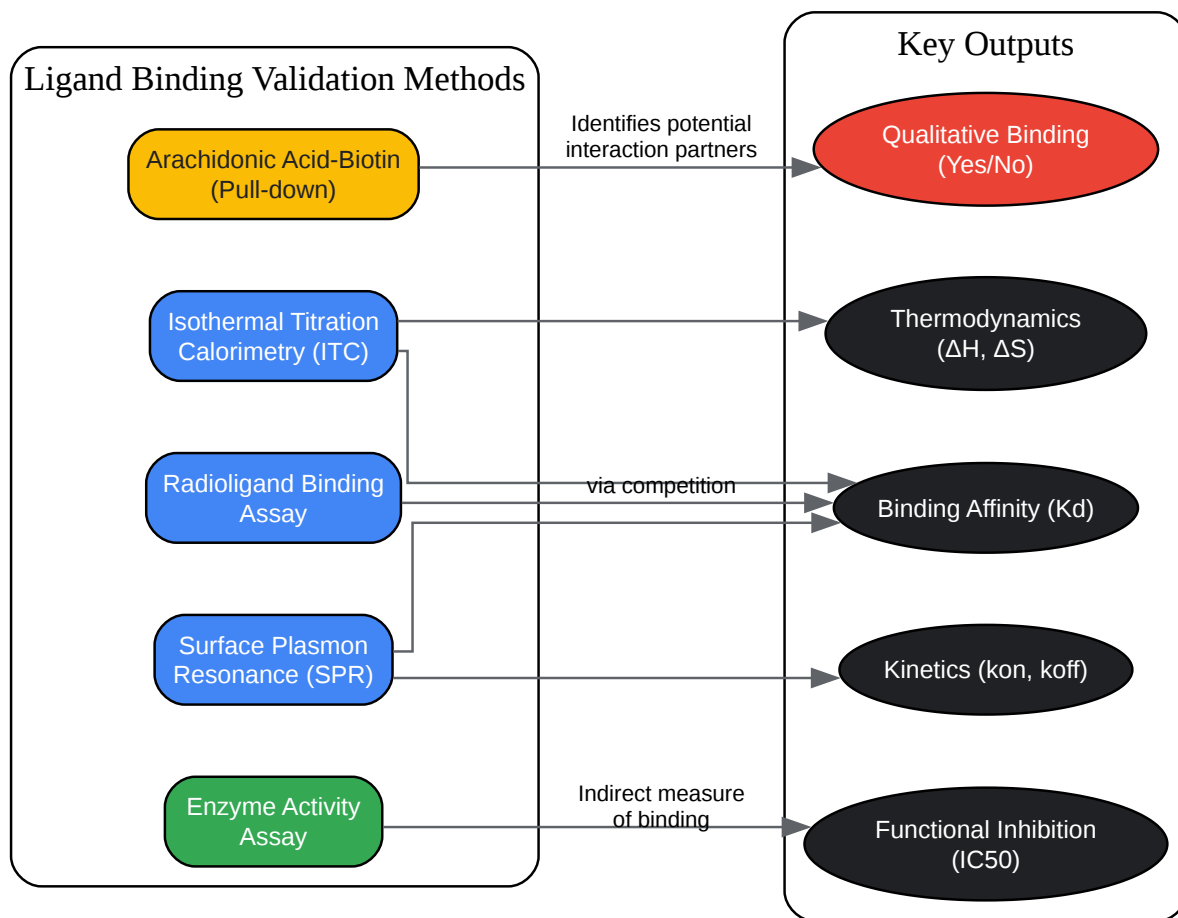 Ligand Binding Validation Methods
Arachidonic Acid-Biotin
(Pull-down)
Isothermal Titration
Calorimetry (ITC)
Radioligand Binding
Assay
Surface Plasmon
Resonance (SPR)
Enzyme Activity
Assay
Identifies potential
interaction partners
via competition
Indirect measure
of binding
Key Outputs
Qualitative Binding
(Yes/No)
Thermodynamics
(ΔH, ΔS)
Binding Affinity (Kd)
Kinetics (kon, koff)
Functional Inhibition
(IC50)